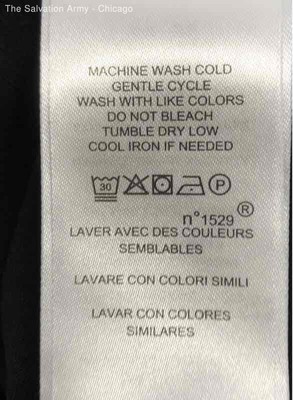 The Salvation Army - Chicago
MACHINE WASH COLD
GENTLE CYCLE
WASH WITH LIKE COLORS
DO NOT BLEACH
TUMBLE DRY LOW
COOL IRON IF NEEDED
30 P
n°1529 ®
LAVER AVEC DES COULEURS
SEMBLABLES
LAVARE CON COLORI SIMILI
LAVAR CON COLORES
SIMILARES